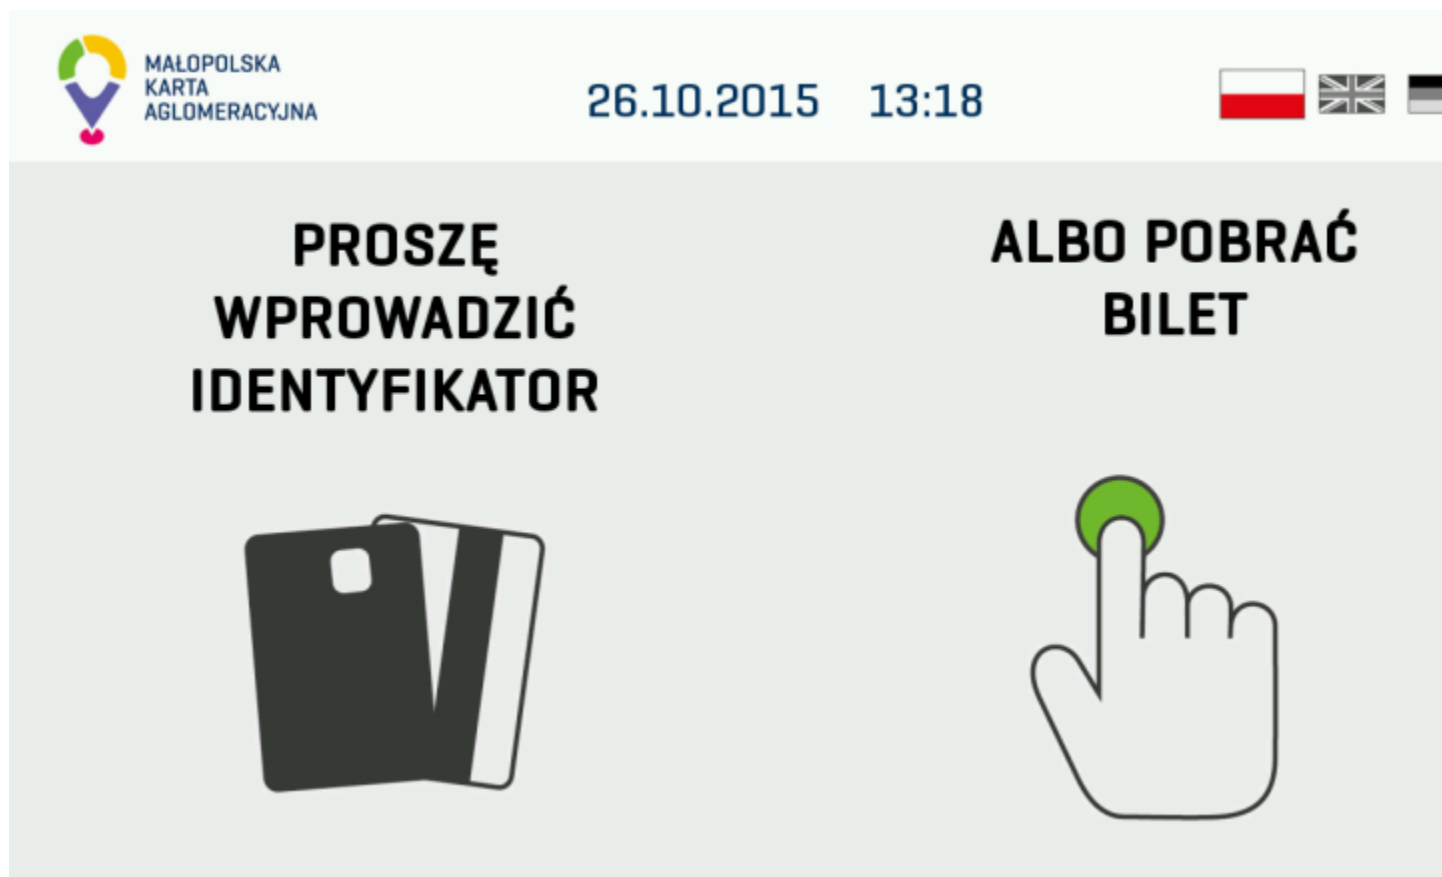 MAŁOPOLSKA
KARTA
AGLOMERACYJNA
26.10.2015 13:18
PROSZĘ
WPROWADZIĆ
IDENTYFIKATOR
ALBO POBRAĆ
BILET